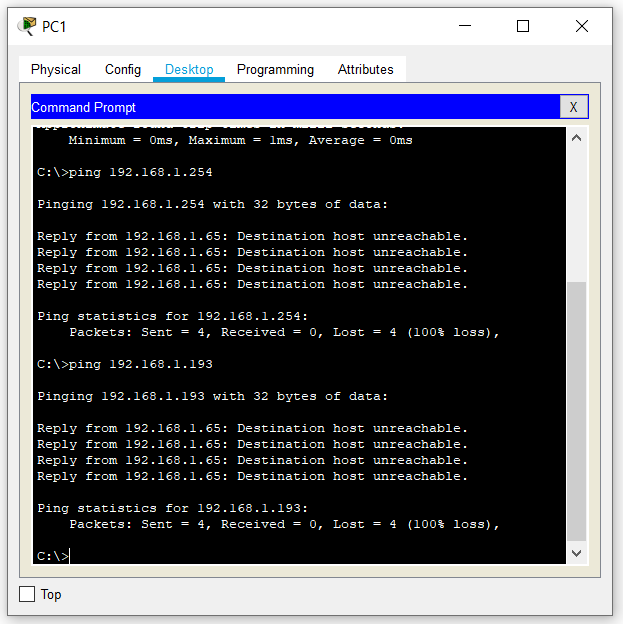 PC1
Physical Config Desktop Programming Attributes
Command Prompt X
Minimum = 0ms, Maximum = 1ms, Average = 0ms
C:\>ping 192.168.1.254
Pinging 192.168.1.254 with 32 bytes of data:
Reply from 192.168.1.65: Destination host unreachable.
Reply from 192.168.1.65: Destination host unreachable.
Reply from 192.168.1.65: Destination host unreachable.
Reply from 192.168.1.65: Destination host unreachable.
Ping statistics for 192.168.1.254:
Packets: Sent = 4, Received = 0, Lost = 4 (100% loss),
C:\>ping 192.168.1.193
Pinging 192.168.1.193 with 32 bytes of data:
Reply from 192.168.1.65: Destination host unreachable.
Reply from 192.168.1.65: Destination host unreachable.
Reply from 192.168.1.65: Destination host unreachable.
Reply from 192.168.1.65: Destination host unreachable.
Ping statistics for 192.168.1.193:
Packets: Sent = 4, Received = 0, Lost = 4 (100% loss),
C:\>
Top